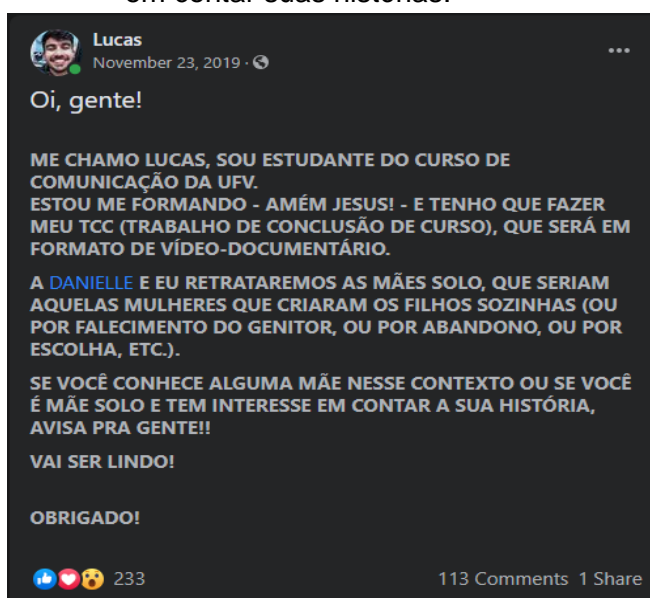 em contar suas histórias.
Lucas
November 23, 2019 ·
Oi, gente!
ME CHAMO LUCAS, SOU ESTUDANTE DO CURSO DE
COMUNICAÇÃO DA UFV.
ESTOU ME FORMANDO - AMÉM JESUS! - E TENHO QUE FAZER
MEU TCC (TRABALHO DE CONCLUSÃO DE CURSO), QUE SERÁ EM
FORMATO DE VÍDEO-DOCUMENTÁRIO.
A DANIELLE E EU RETRATAREMOS AS MÃES SOLO, QUE SERIAM
AQUELAS MULHERES QUE CRIARAM OS FILHOS SOZINHAS (OU
POR FALECIMENTO DO GENITOR, OU POR ABANDONO, OU POR
ESCOLHA, ETC.).
SE VOCÊ CONHECE ALGUMA MÃE NESSE CONTEXTO OU SE VOCÊ
É MÃE SOLO E TEM INTERESSE EM CONTAR A SUA HISTÓRIA,
AVISA PRA GENTE!!
VAI SER LINDO!
OBRIGADO!
233 113 Comments 1 Share